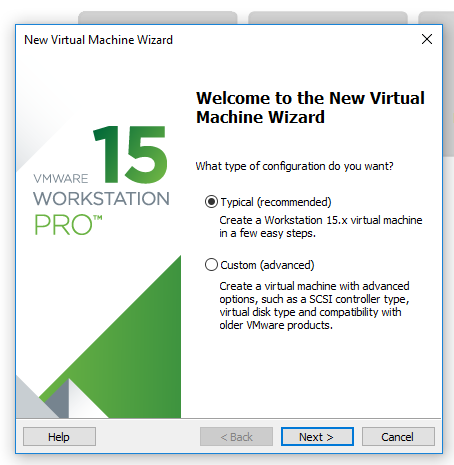 New Virtual Machine Wizard
VMWARE 15
WORKSTATION
PRO™
Welcome to the New Virtual
Machine Wizard
What type of configuration do you want?
Typical (recommended)
Create a Workstation 15.x virtual machine
in a few easy steps.
Custom (advanced)
Create a virtual machine with advanced
options, such as a SCSI controller type,
virtual disk type and compatibility with
older VMware products.
Help < Back Next > Cancel